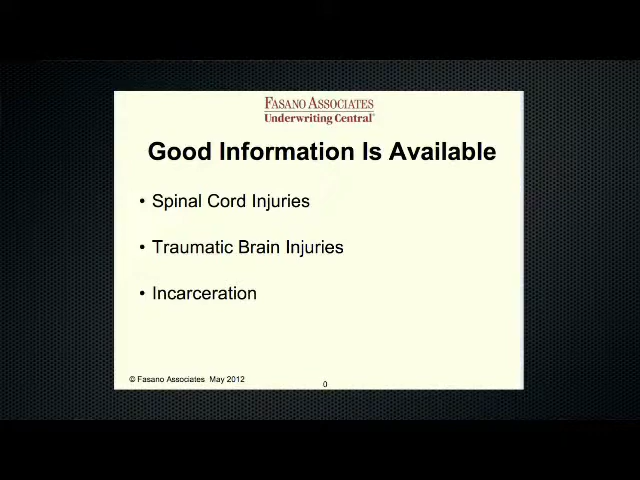 FASANO ASSOCIATES
Underwriting Central
Good Information Is Available
• Spinal Cord Injuries
• Traumatic Brain Injuries
• Incarceration
© Fasano Associates May 2012
0